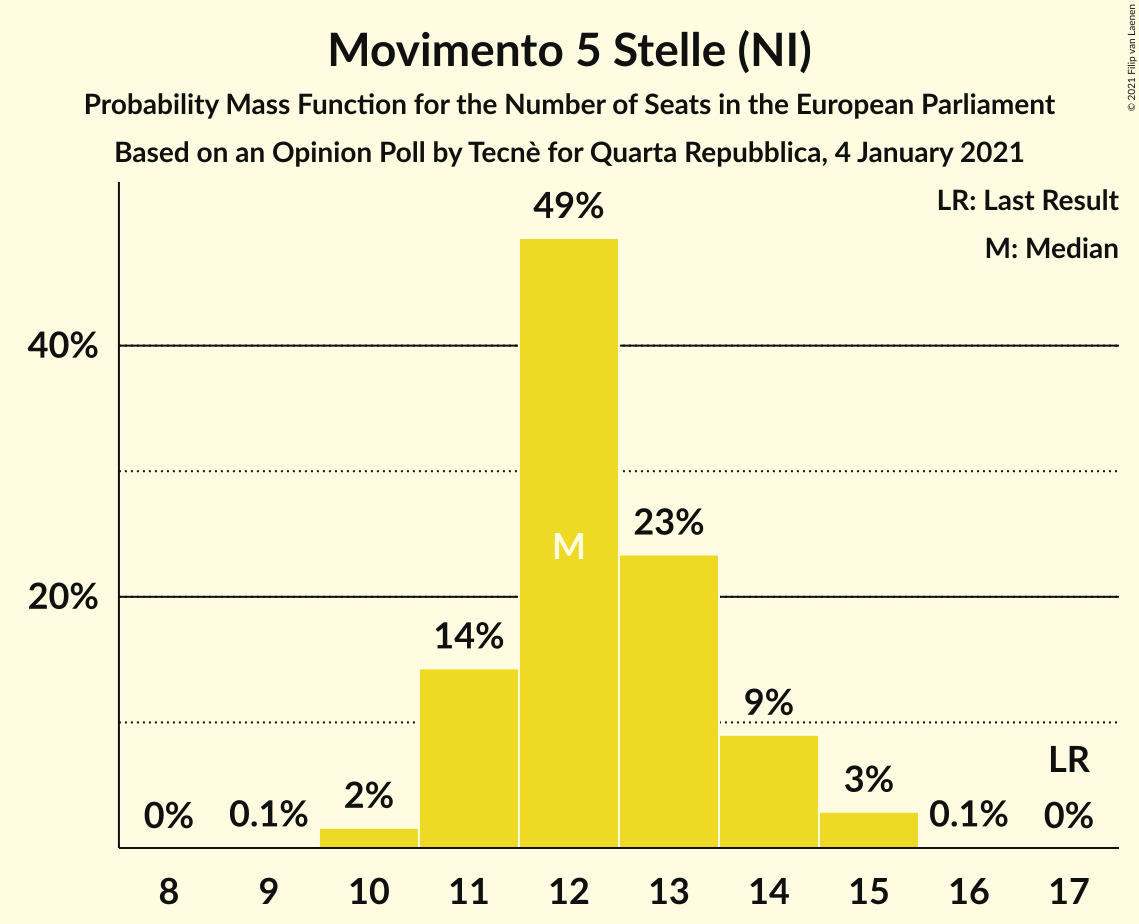 Movimento 5 Stelle (NI)
Probability Mass Function for the Number of Seats in the European Parliament
Based on an Opinion Poll by Tecnè for Quarta Repubblica, 4 January 2021
© 2021 Filip van Laenen
LR: Last Result
M: Median
40%
20%
0%
0.1%
2%
14%
49%
M
23%
9%
3%
0.1%
LR
0%
8 9 10 11 12 13 14 15 16 17